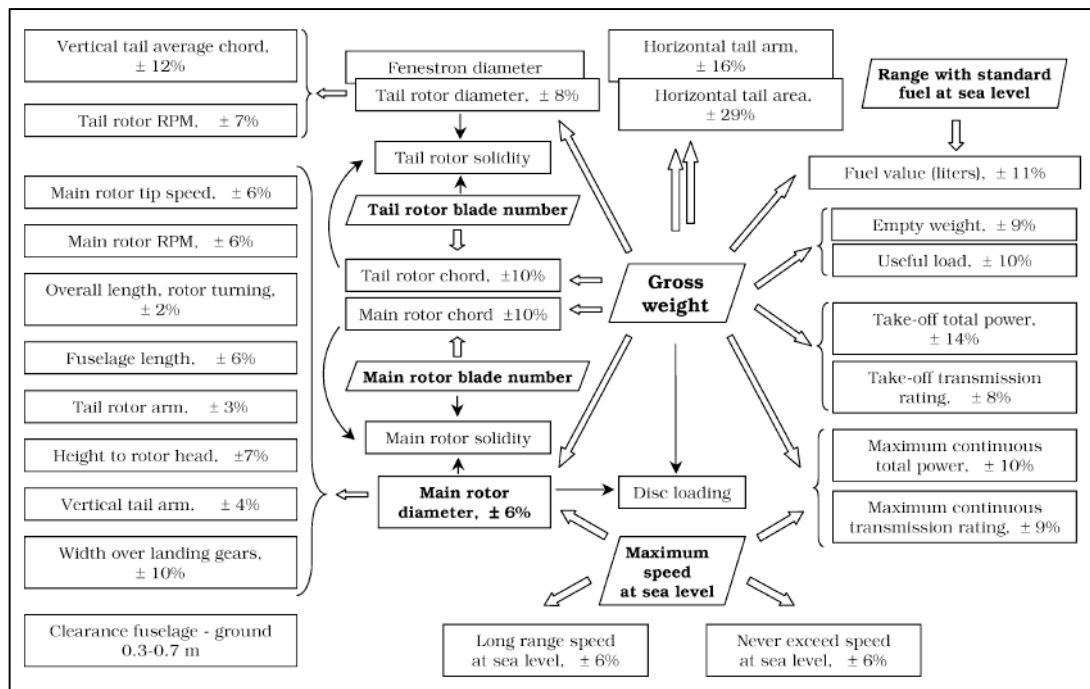 Vertical tail average chord,
± 12%
Tail rotor RPM, ± 7%
Main rotor tip speed, ± 6%
Main rotor RPM, ± 6%
Overall length, rotor turning,
± 2%
Fuselage length, ± 6%
Tail rotor arm, ± 3%
Height to rotor head, ±7%
Vertical tail arm, ± 4%
Width over landing gears,
± 10%
Clearance fuselage - ground
0.3-0.7 m
Fenestron diameter
Tail rotor diameter, ± 8%
Tail rotor solidity
Tail rotor blade number
Tail rotor chord, ±10%
Main rotor chord ±10%
Main rotor blade number
Main rotor solidity
Main rotor
diameter, ± 6%
Horizontal tail arm,
± 16%
Horizontal tail area,
± 29%
Gross
weight
Disc loading
Maximum
speed
at sea level
Long range speed
at sea level, ± 6%
Never exceed speed
at sea level, ± 6%
Range with standard
fuel at sea level
Fuel value (liters), ± 11%
Empty weight, ± 9%
Useful load, ± 10%
Take-off total power,
± 14%
Take-off transmission
rating, ± 8%
Maximum continuous
total power, ± 10%
Maximum continuous
transmission rating, ± 9%